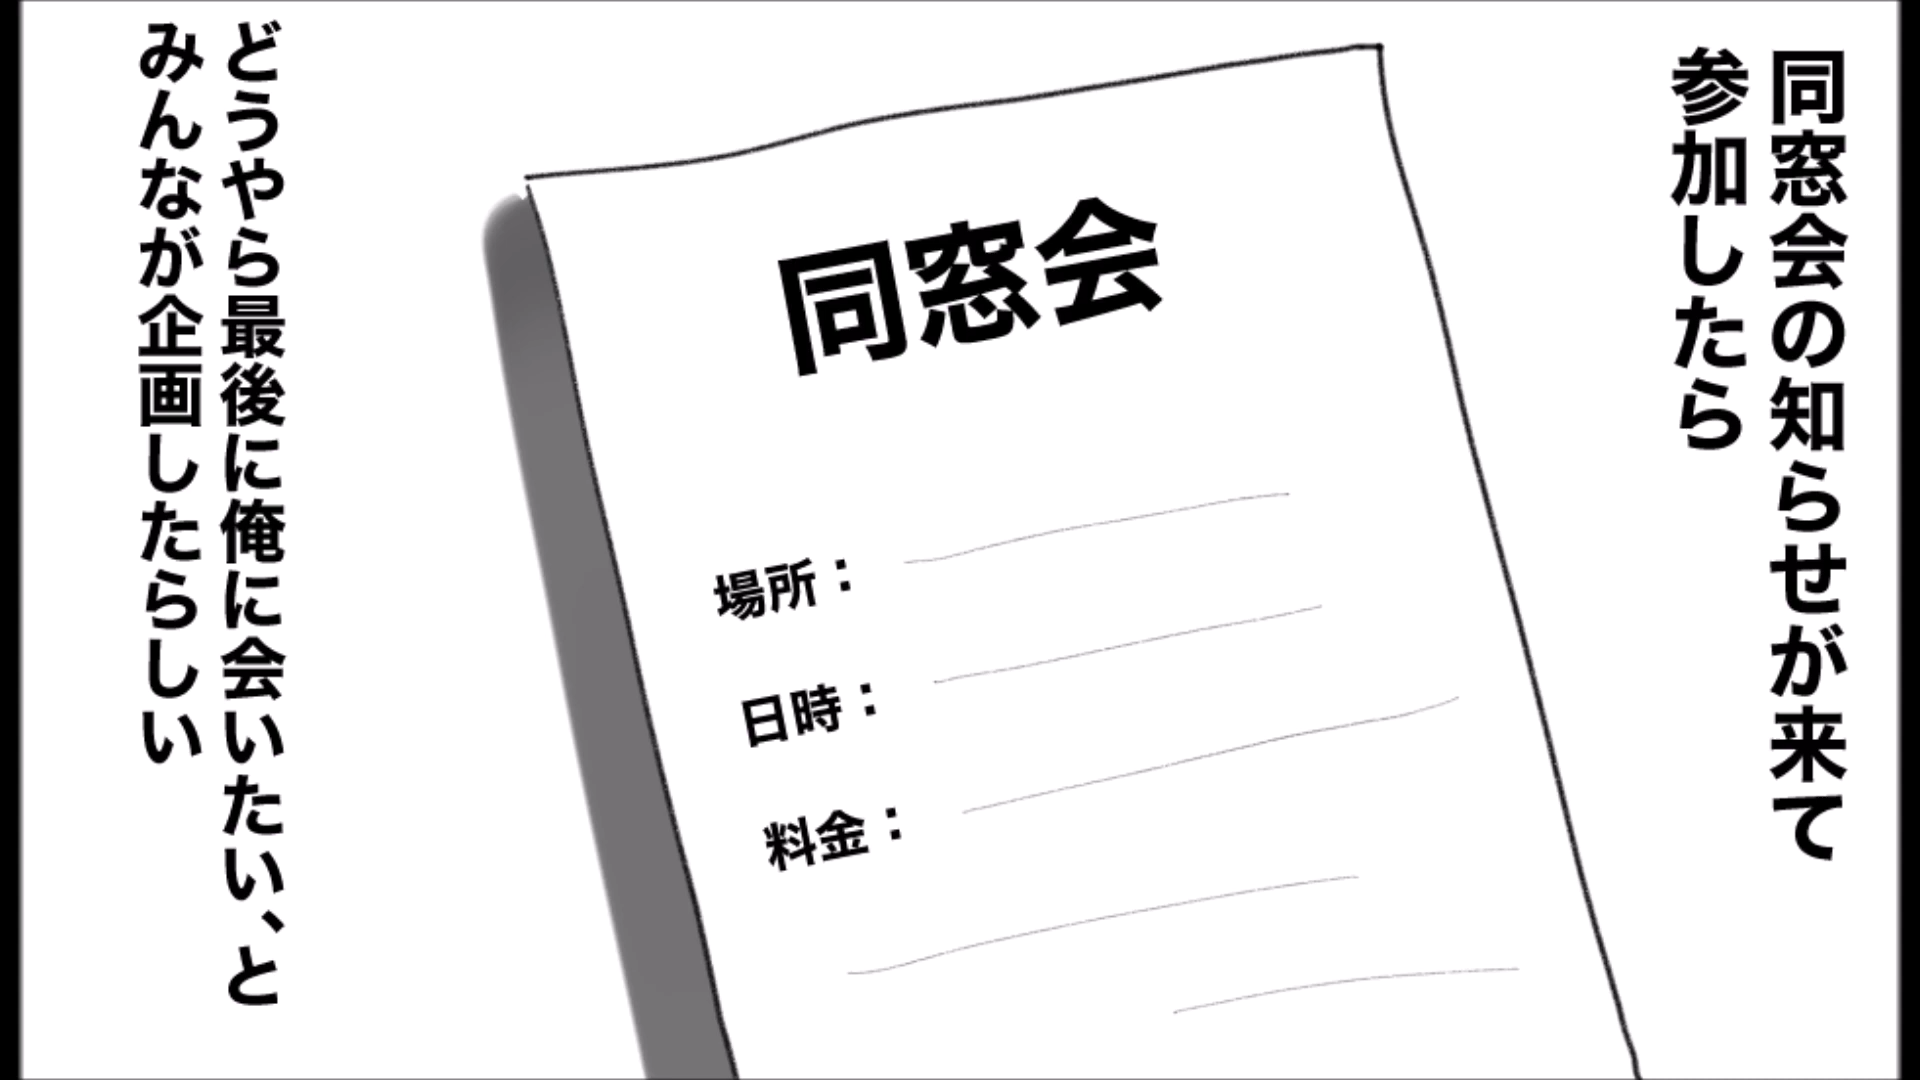 同窓会の知らせが来て
参加したら
同窓会
場所：
日時：
料金：
どうやら最後に俺に会いたい、と
みんなが企画したらしい